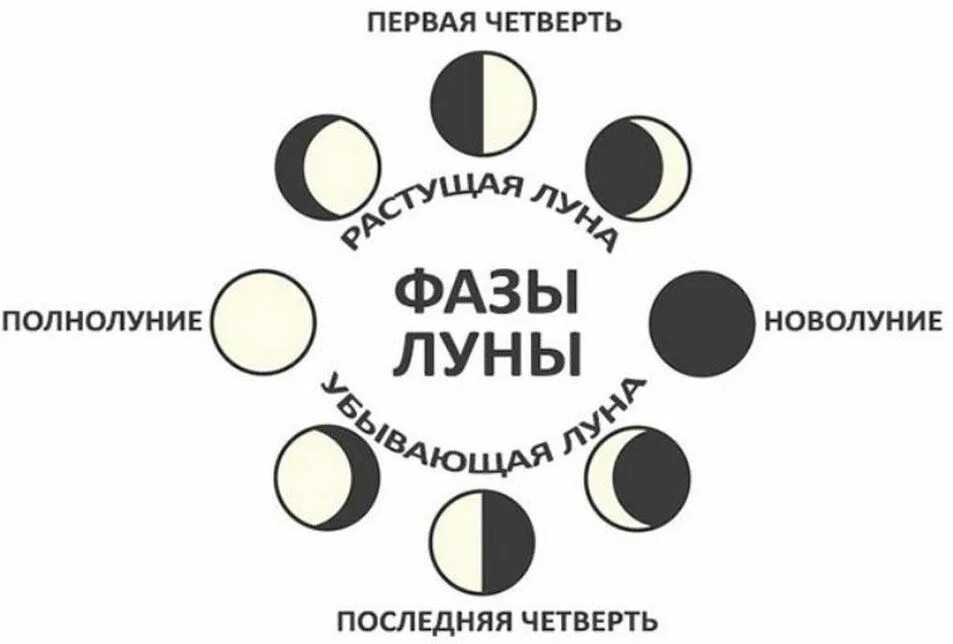 ПЕРВАЯ ЧЕТВЕРТЬ
РАСТУЩАЯ ЛУНА
ПОЛНОЛУНИЕ
ФАЗЫ
ЛУНЫ
НОВОЛУНИЕ
УБЫВАЮЩАЯ ЛУНА
ПОСЛЕДНЯЯ ЧЕТВЕРТЬ